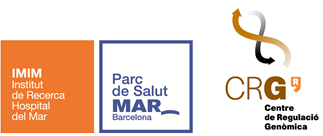 IMIM
Institut
de Recerca
Hospital
del Mar
Parc
de Salut
MAR
Barcelona
CRG
Centre
de Regulació
Genòmica